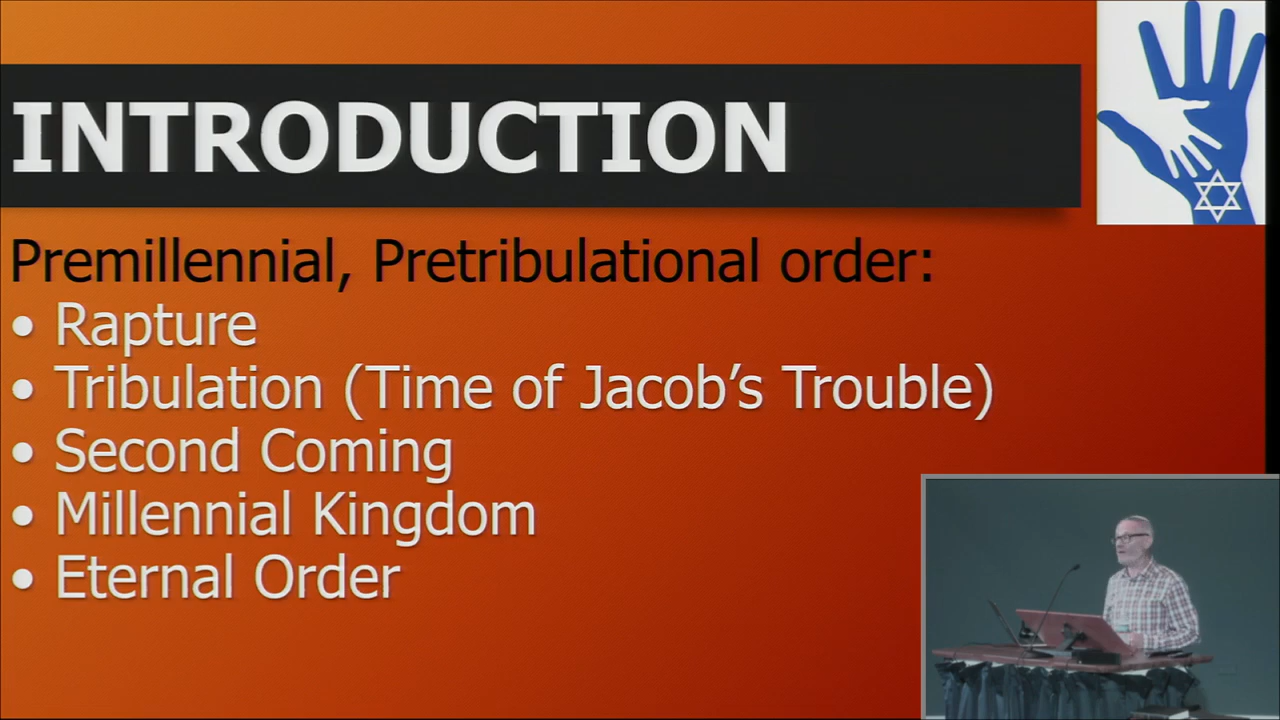 INTRODUCTION
Premillennial, Pretribulational order:
• Rapture
• Tribulation (Time of Jacob’s Trouble)
• Second Coming
• Millennial Kingdom
• Eternal Order